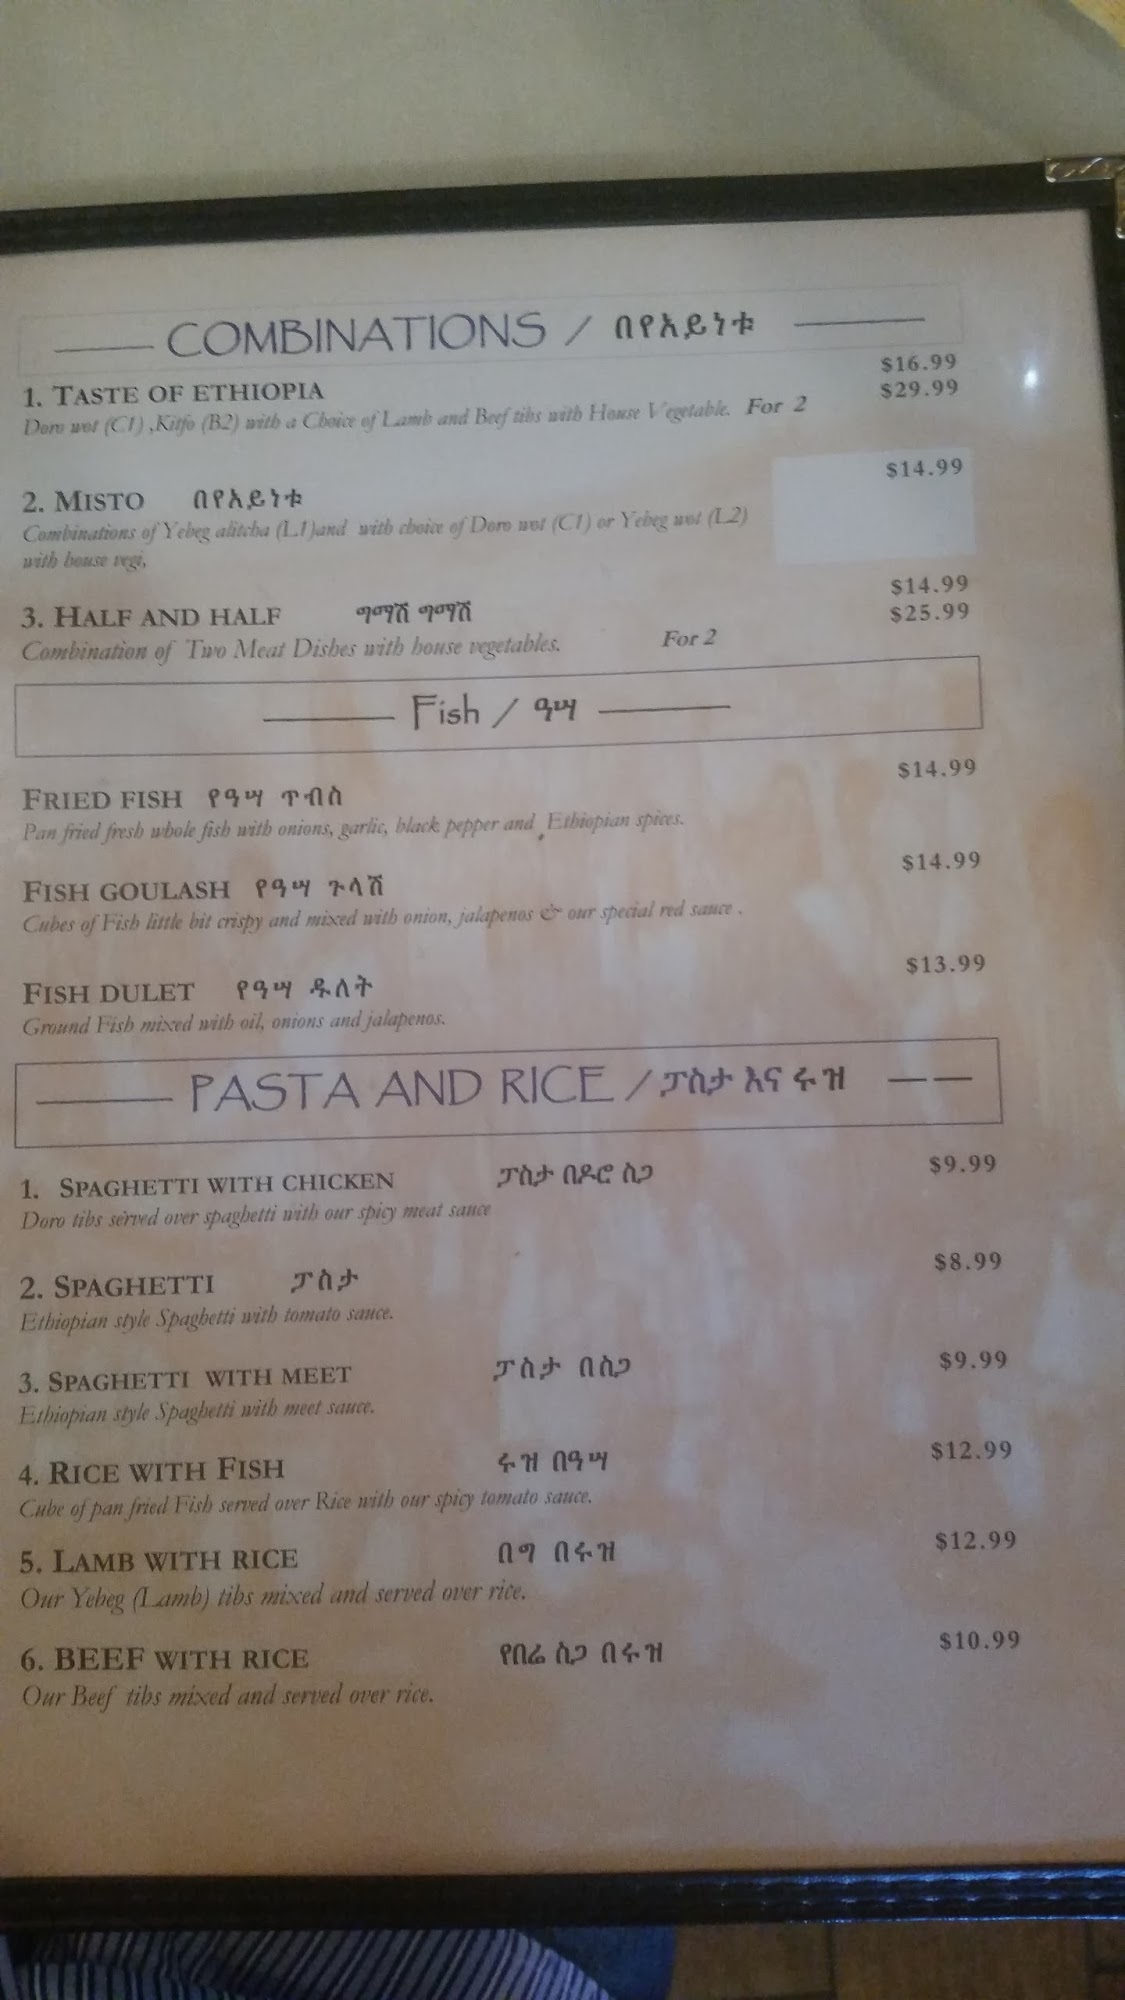 COMBINATIONS / በየአይነቱ
1. TASTE OF ETHIOPIA $16.99
Doro wot (C1) ,Kitfo (B2) with a Choice of Lamb and Beef tibs with House Vegetable. For 2 $29.99
2. MISTO በየአይነቱ $14.99
Combinations of Yebeg alitcha (L1)and with choice of Doro wot (C1) or Yebeg wot (L2)
with house vegi,
3. HALF AND HALF ግማሽ ግማሽ $14.99
Combination of Two Meat Dishes with house vegetables. For 2 $25.99
Fish / ዓሣ
FRIED FISH የዓሣ ጥብስ $14.99
Pan fried fresh whole fish with onions, garlic, black pepper and Ethiopian spices.
FISH GOULASH የዓሣ ጉላሽ $14.99
Cubes of Fish little bit crispy and mixed with onion, jalapenos & our special red sauce .
FISH DULET የዓሣ ዱለት $13.99
Ground Fish mixed with oil, onions and jalapenos.
PASTA AND RICE / ፓስታ እና ሩዝ
1. SPAGHETTI WITH CHICKEN ፓስታ በዶሮ ስጋ $9.99
Doro tibs served over spaghetti with our spicy meat sauce
2. SPAGHETTI ፓስታ $8.99
Ethiopian style Spaghetti with tomato sauce.
3. SPAGHETTI WITH MEET ፓስታ በስጋ $9.99
Ethiopian style Spaghetti with meet sauce.
4. RICE WITH FISH ሩዝ በዓሣ $12.99
Cube of pan fried Fish served over Rice with our spicy tomato sauce.
5. LAMB WITH RICE በግ በሩዝ $12.99
Our Yebeg (Lamb) tibs mixed and served over rice.
6. BEEF WITH RICE የበሬ ስጋ በሩዝ $10.99
Our Beef tibs mixed and served over rice.